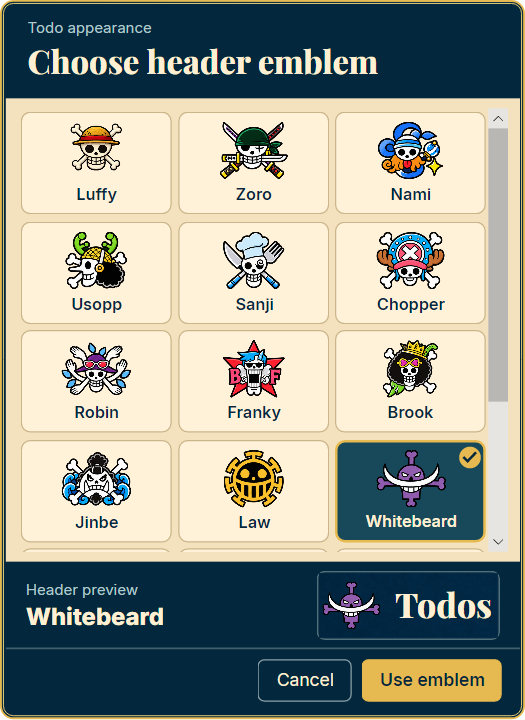 Todo appearance
Choose header emblem
Luffy
Zoro
Nami
Usopp
Sanji
Chopper
Robin
B F
Franky
Brook
Jinbe
Law
Whitebeard
Header preview
Whitebeard
Todos
Cancel
Use emblem